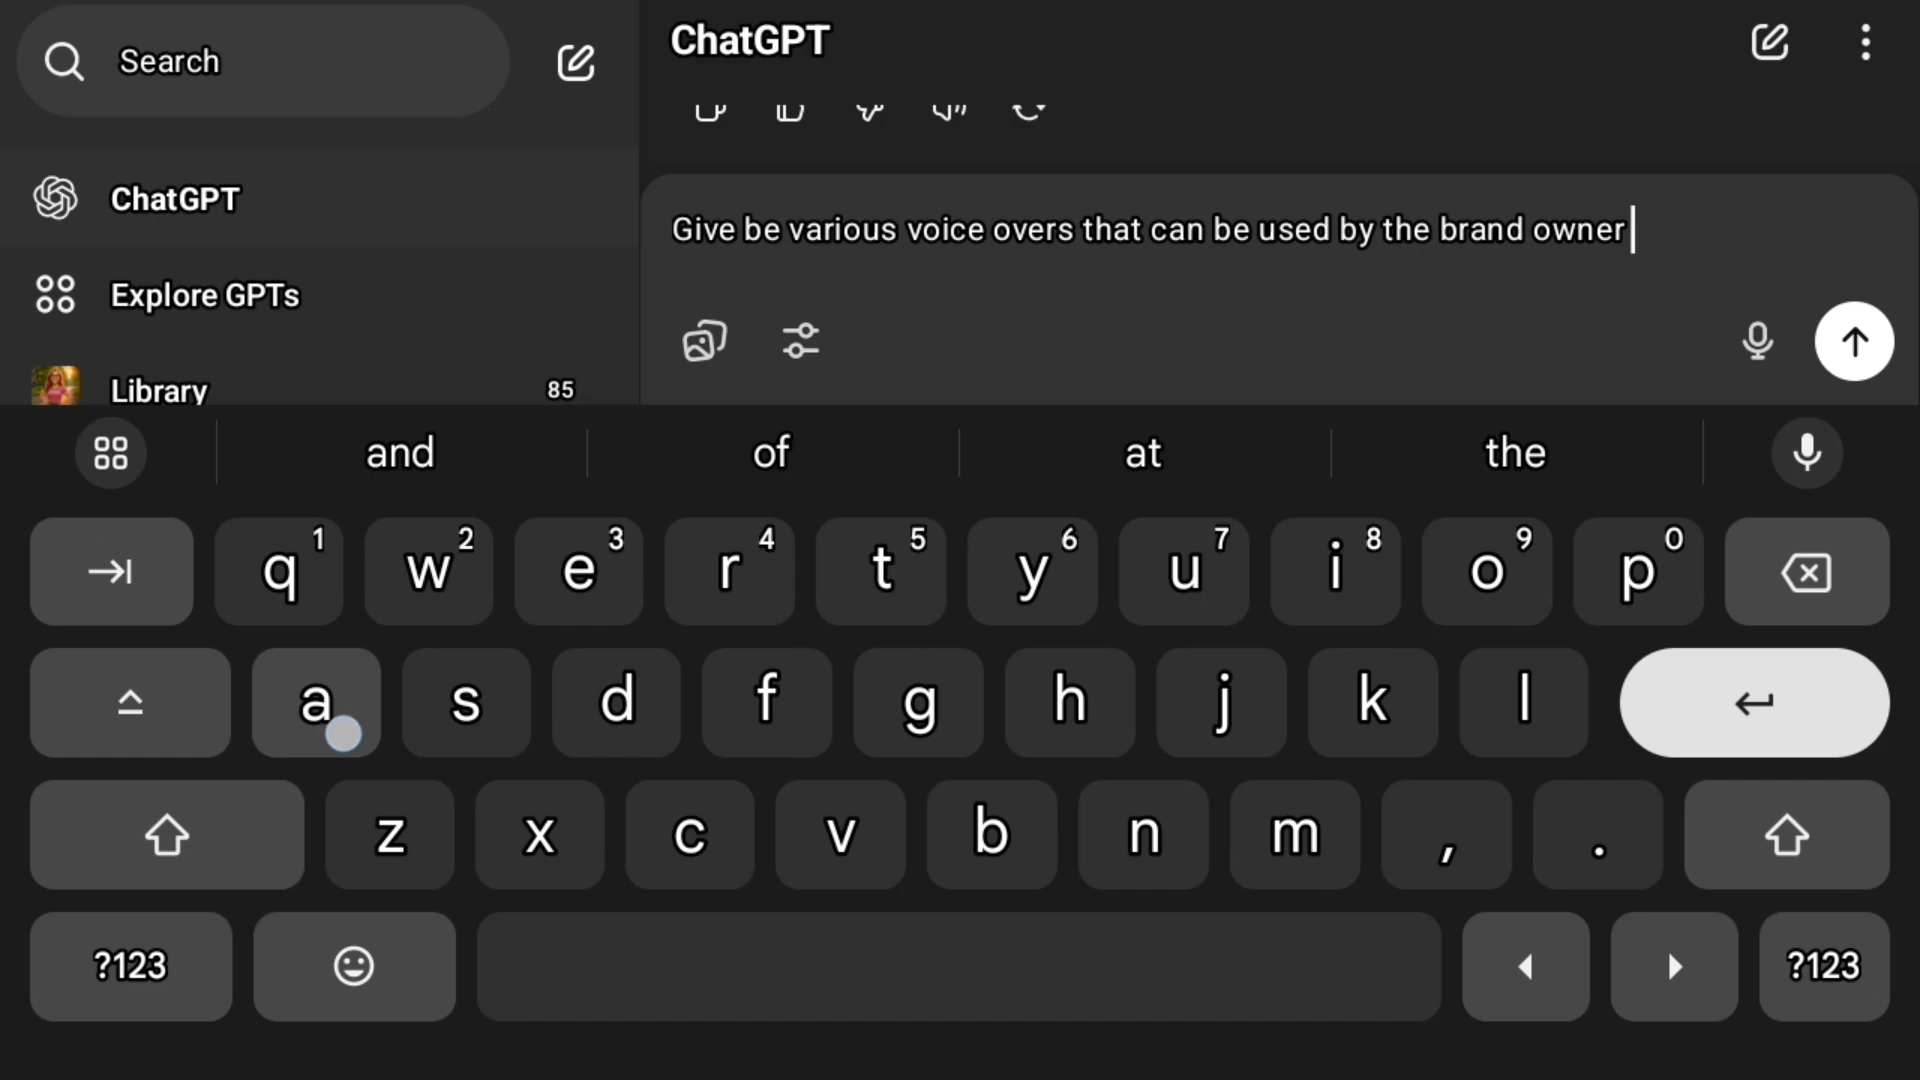 Search
ChatGPT
Explore GPTs
Library 85
ChatGPT
Give be various voice overs that can be used by the brand owner
and of at the
q 1 w 2 e 3 r 4 t 5 y 6 u 7 i 8 o 9 p 0
a s d f g h j k l
z x c v b n m , .
?123 ?123